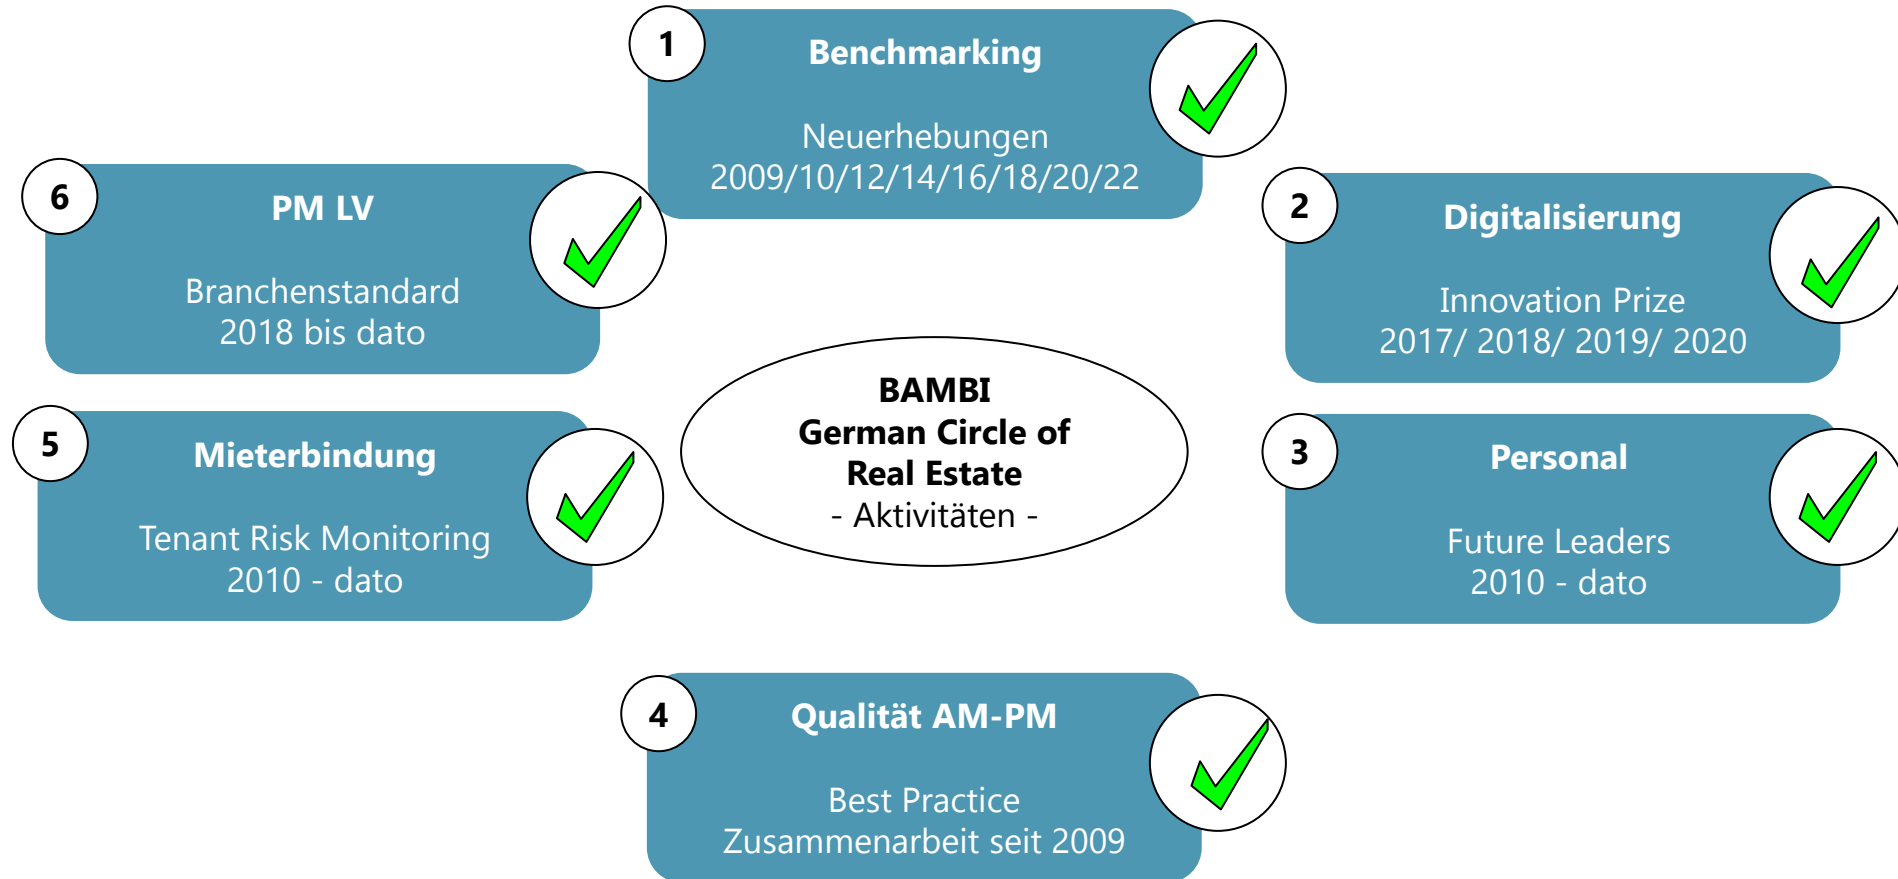 1
Benchmarking
Neuerhebungen
2009/10/12/14/16/18/20/22
2
Digitalisierung
Innovation Prize
2017/ 2018/ 2019/ 2020
3
Personal
Future Leaders
2010 - dato
4
Qualität AM-PM
Best Practice
Zusammenarbeit seit 2009
5
Mieterbindung
Tenant Risk Monitoring
2010 - dato
6
PM LV
Branchenstandard
2018 bis dato
BAMBI
German Circle of
Real Estate
- Aktivitäten -